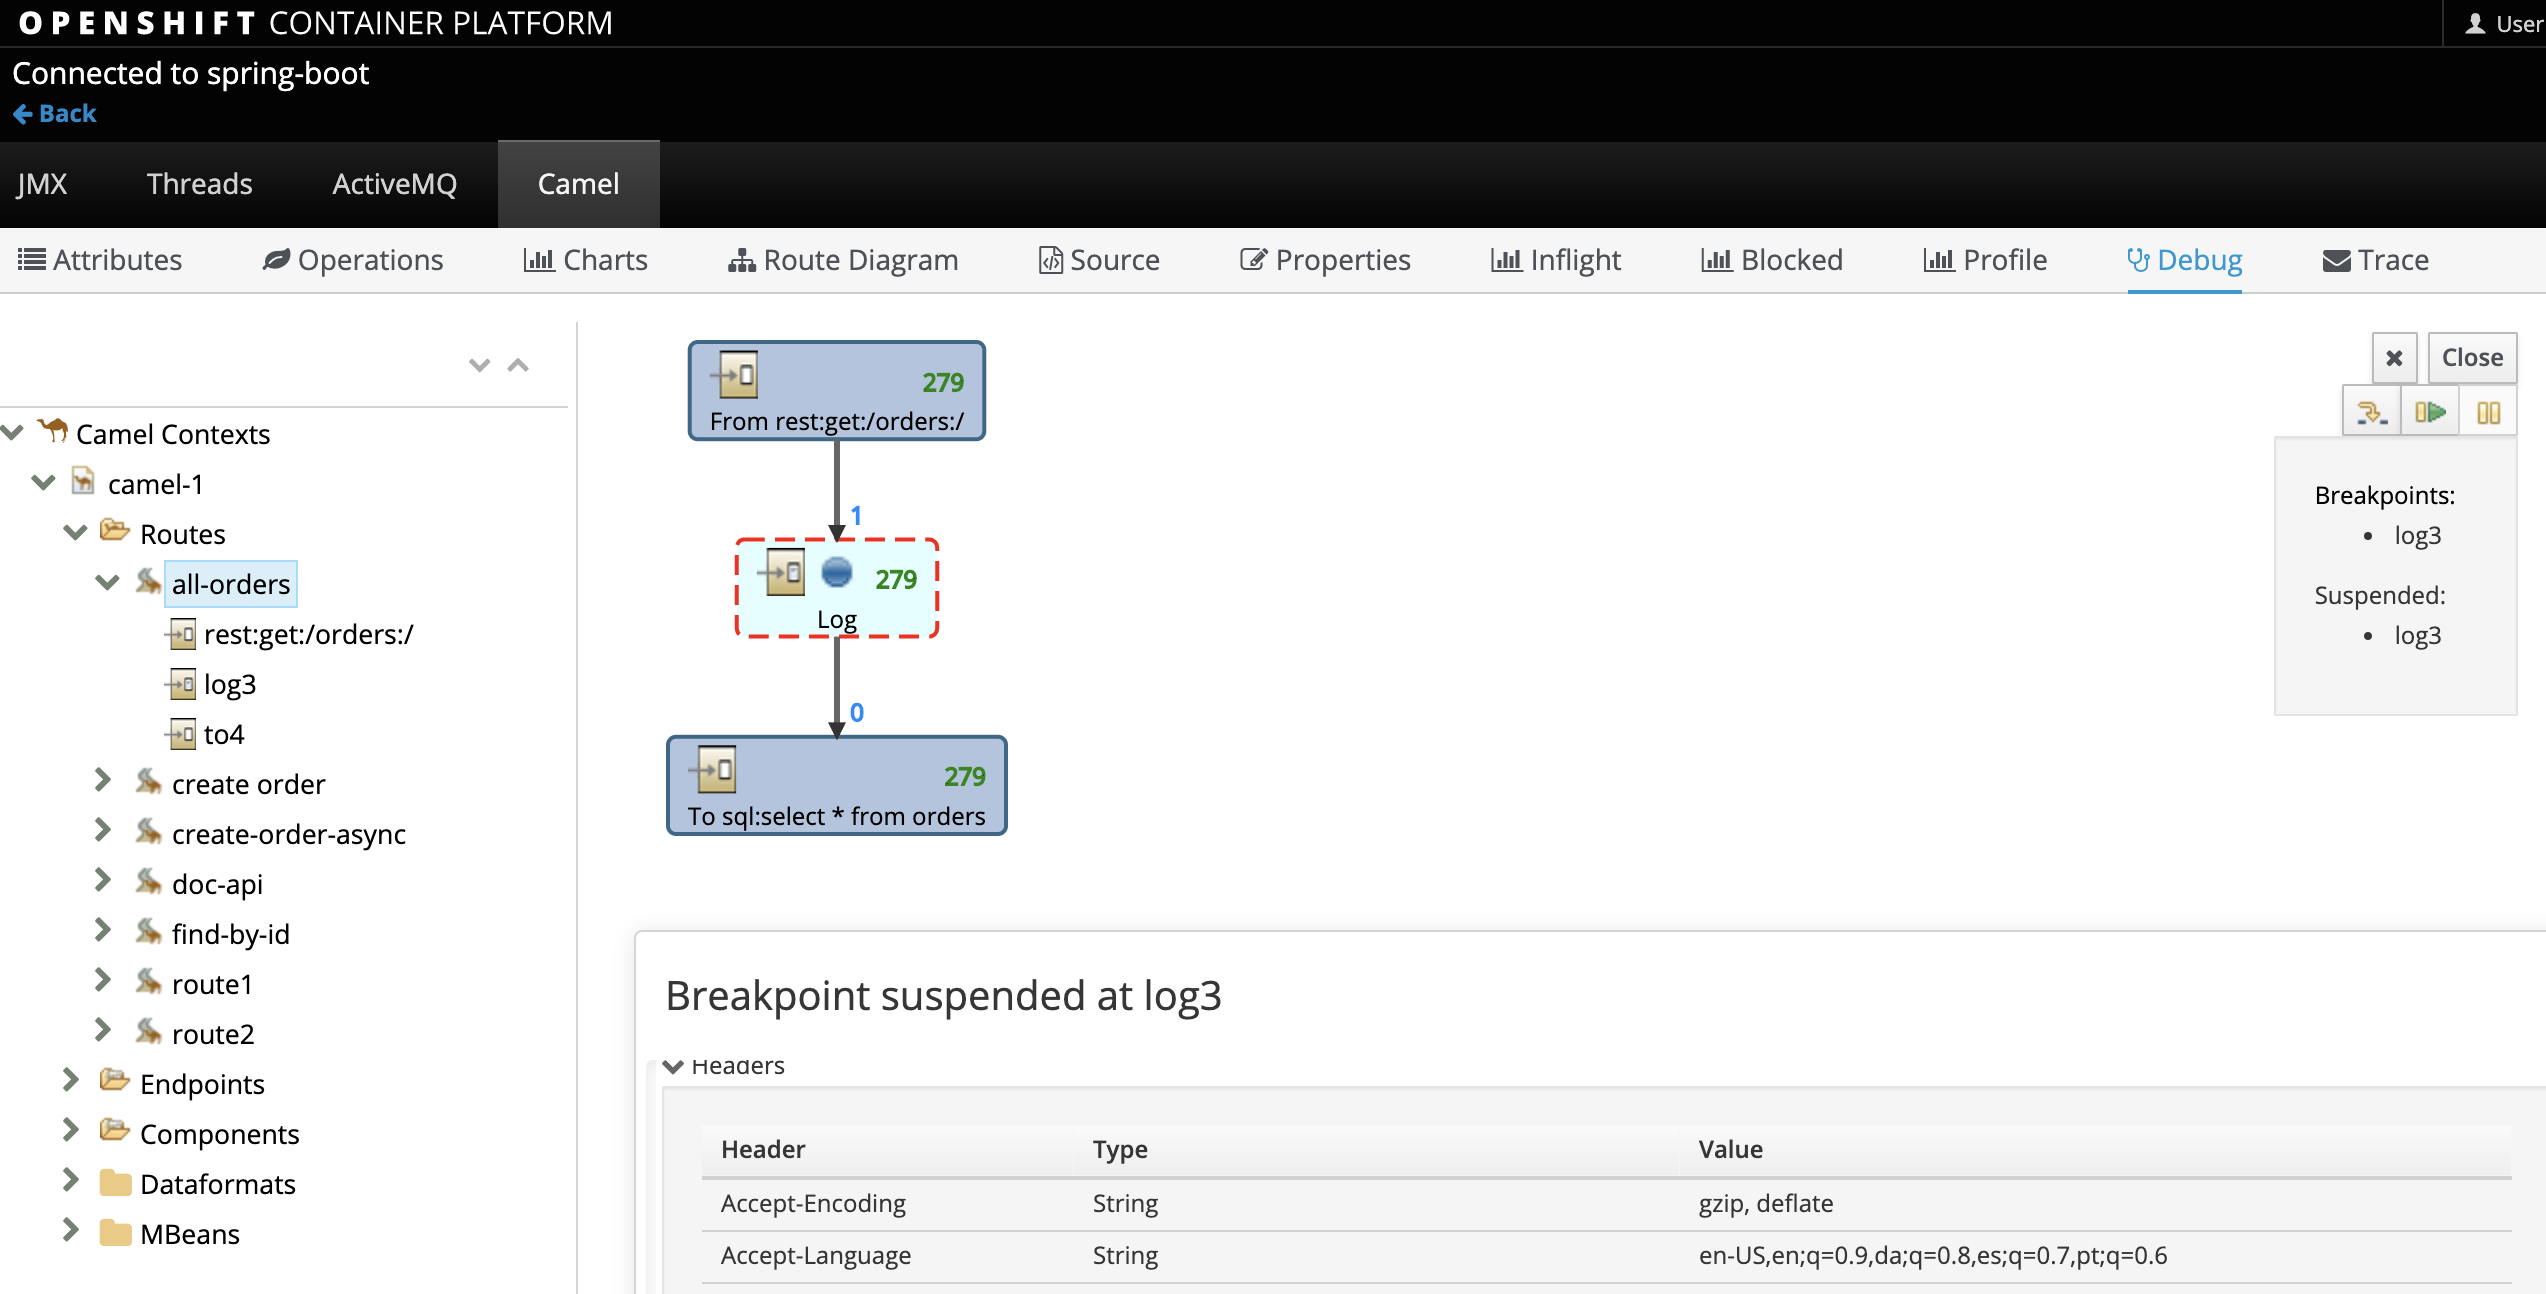 OPENSHIFT CONTAINER PLATFORM
User
Connected to spring-boot
Back
JMX Threads ActiveMQ Camel
Attributes Operations Charts Route Diagram Source Properties Inflight Blocked Profile Debug Trace
Camel Contexts
camel-1
Routes
all-orders
rest:get:/orders:/
log3
to4
create order
create-order-async
doc-api
find-by-id
route1
route2
Endpoints
Components
Dataformats
MBeans
279
From rest:get:/orders:/
1
279
Log
0
279
To sql:select * from orders
Close
Breakpoints:
• log3
Suspended:
• log3
Breakpoint suspended at log3
Headers
Header Type Value
Accept-Encoding String gzip, deflate
Accept-Language String en-US,en;q=0.9,da;q=0.8,es;q=0.7,pt;q=0.6